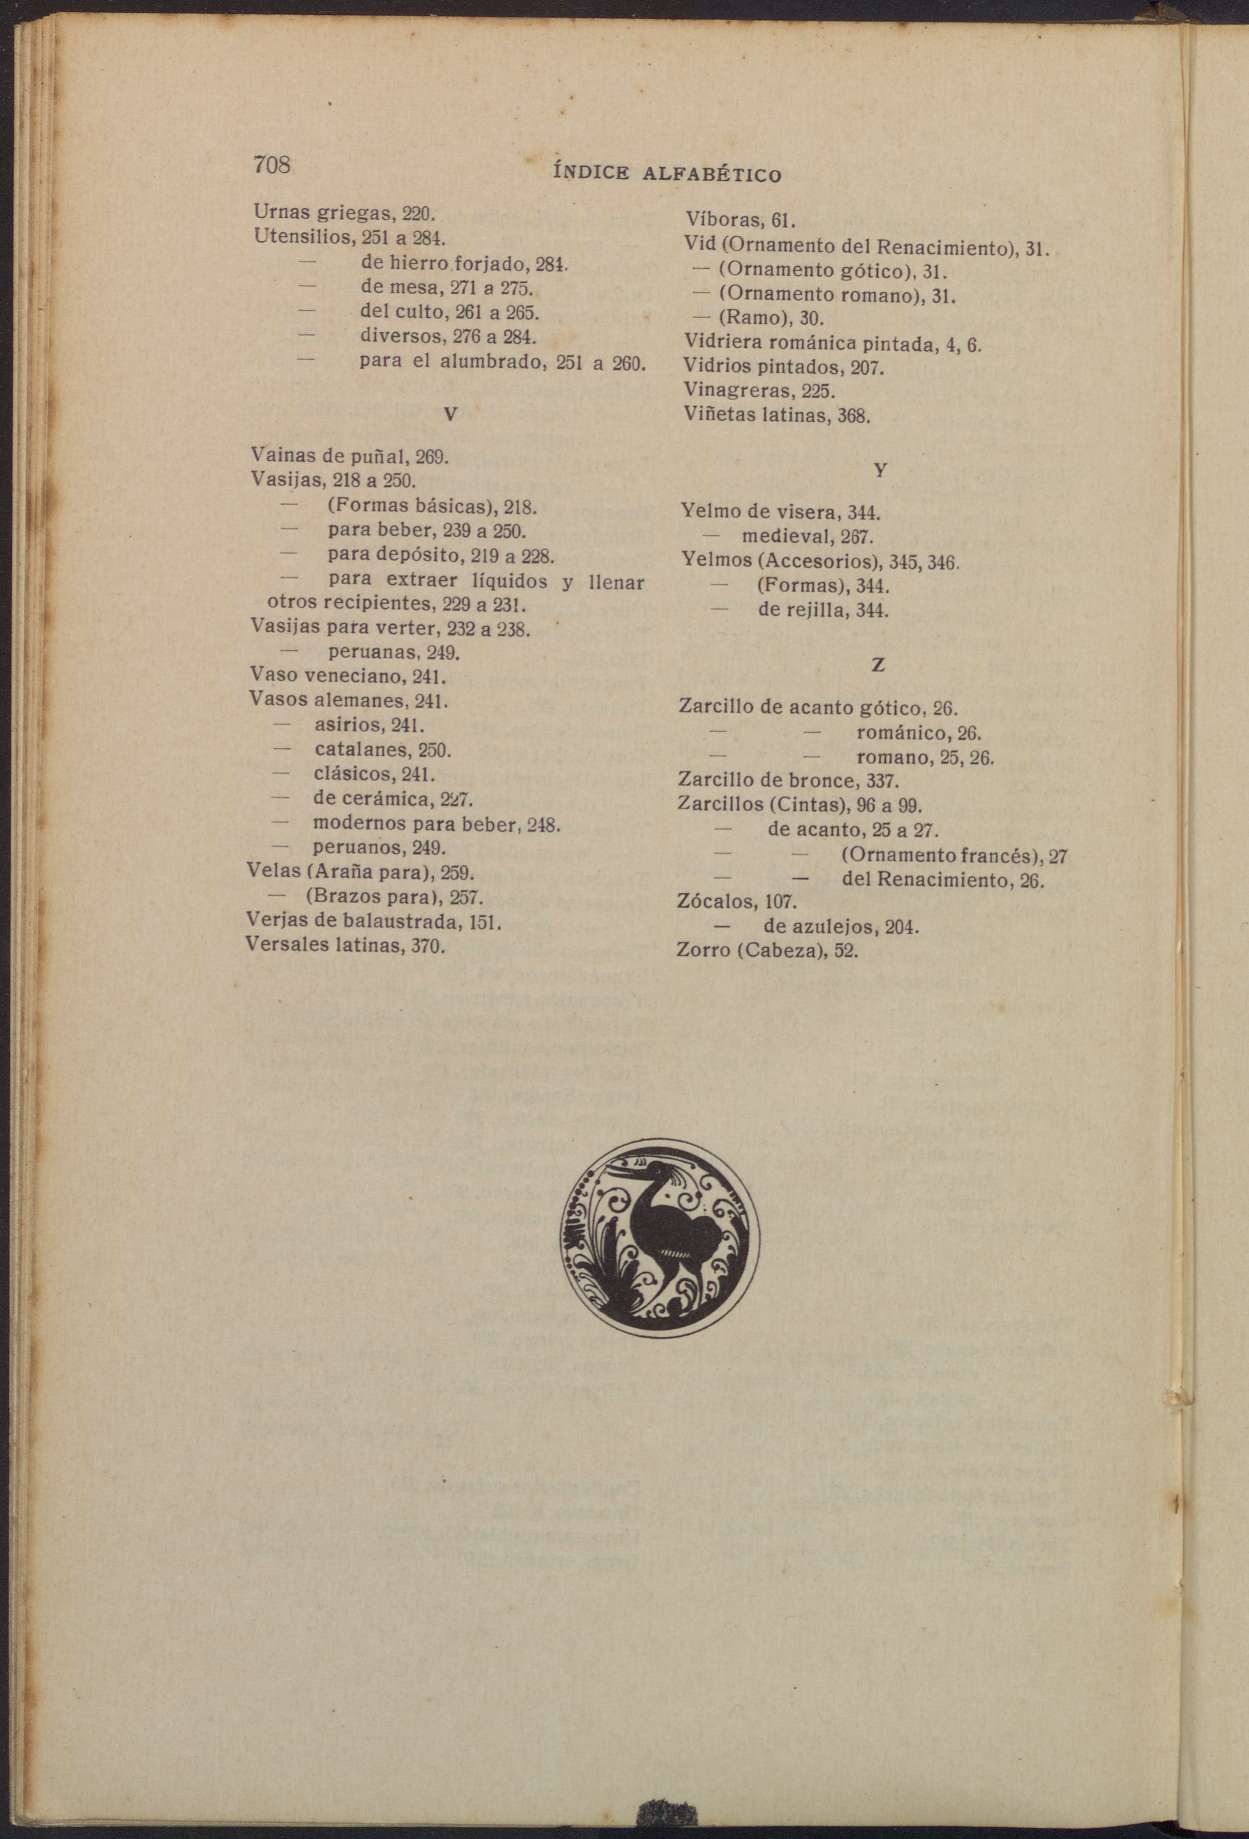 708
ÍNDICE ALFABÉTICO
Urnas griegas, 220.
Utensilios, 251 a 284.
— de hierro forjado, 284.
— de mesa, 271 a 275.
— del culto, 261 a 265.
— diversos, 276 a 284.
— para el alumbrado, 251 a 260.
V
Vainas de puñal, 269.
Vasijas, 218 a 250.
— (Formas básicas), 218.
— para beber, 239 a 250.
— para depósito, 219 a 228.
— para extraer líquidos y llenar
otros recipientes, 229 a 231.
Vasijas para verter, 232 a 238.
— peruanas, 249.
Vaso veneciano, 241.
Vasos alemanes, 241.
— asirios, 241.
— catalanes, 250.
— clásicos, 241.
— de cerámica, 227.
— modernos para beber, 248.
— peruanos, 249.
Velas (Araña para), 259.
— (Brazos para), 257.
Verjas de balaustrada, 151.
Versales latinas, 370.
Víboras, 61.
Vid (Ornamento del Renacimiento), 31.
— (Ornamento gótico), 31.
— (Ornamento romano), 31.
— (Ramo), 30.
Vidriera románica pintada, 4, 6.
Vidrios pintados, 207.
Vinagreras, 225.
Viñetas latinas, 368.
Y
Yelmo de visera, 344.
— medieval, 267.
Yelmos (Accesorios), 345, 346.
— (Formas), 344.
— de rejilla, 344.
Z
Zarcillo de acanto gótico, 26.
— — románico, 26.
— — romano, 25, 26.
Zarcillo de bronce, 337.
Zarcillos (Cintas), 96 a 99.
— de acanto, 25 a 27.
— — (Ornamento francés), 27
— — del Renacimiento, 26.
Zócalos, 107.
— de azulejos, 204.
Zorro (Cabeza), 52.